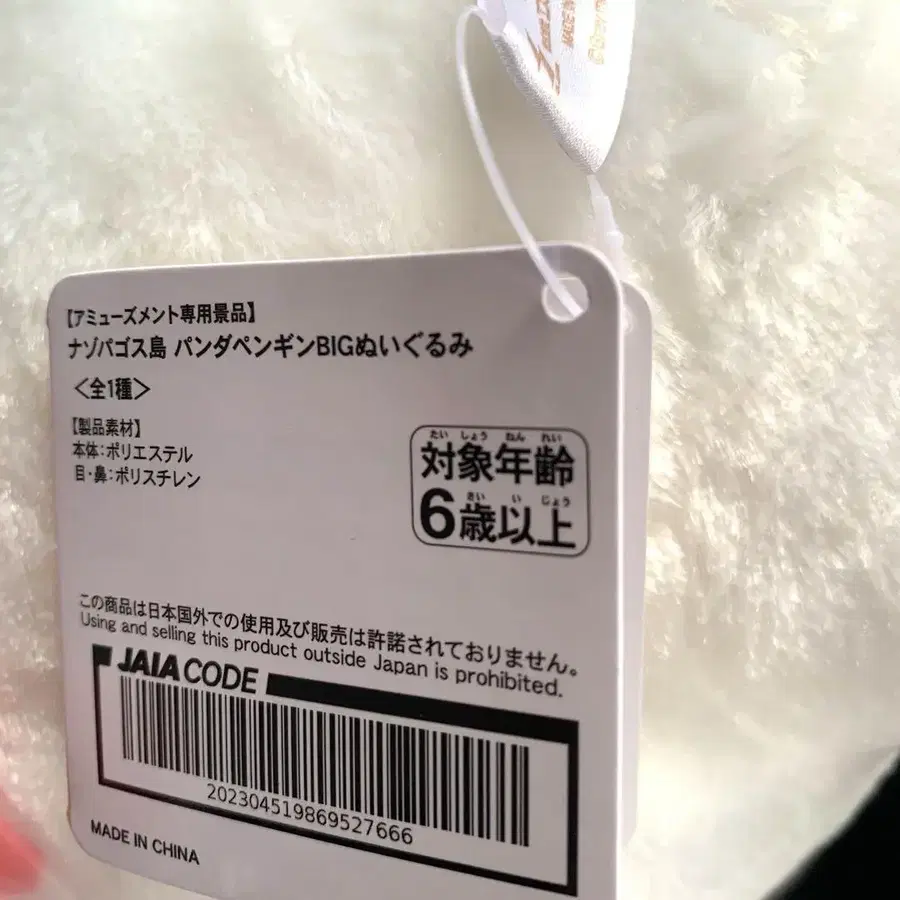 【アミューズメント専用景品】
ナゾパゴス島 パンダペンギンBIGぬいぐるみ
<全1種>
【製品素材】
本体:ポリエステル
目・鼻:ポリスチレン
たい しょう ねん れい
対象年齢
さい い じょう
6歳以上
この商品は日本国外での使用及び販売は許諾されておりません。
Using and selling this product outside Japan is prohibited.
JAIA CODE
202304519869527666
MADE IN CHINA